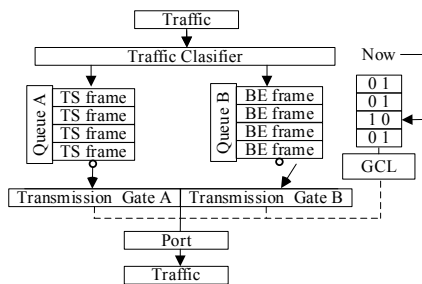 Traffic
Traffic Clasifier
Now
Queue A
TS frame
TS frame
TS frame
TS frame
Queue B
BE frame
BE frame
BE frame
BE frame
0 1
0 1
1 0
0 1
GCL
Transmission Gate A
Transmission Gate B
Port
Traffic